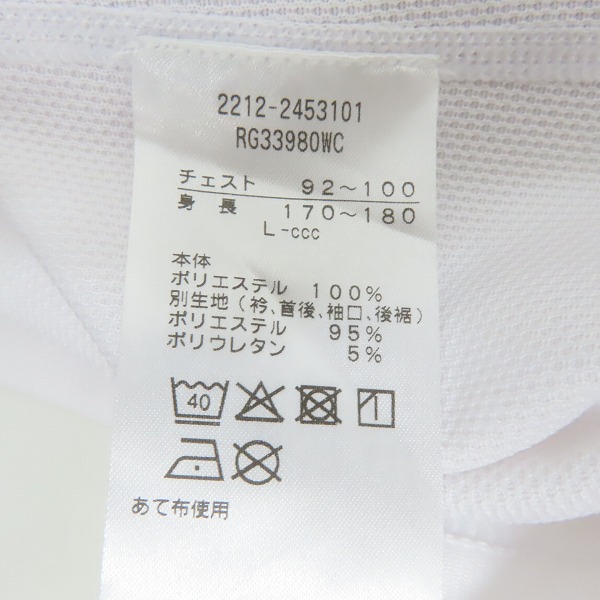 2212-2453101
RG33980WC
チェスト 92～100
身長 170～180
L-ccc
本体
ポリエステル 100%
別生地(衿、首後、袖口、後裾)
ポリエステル 95%
ポリウレタン 5%
40
あて布使用